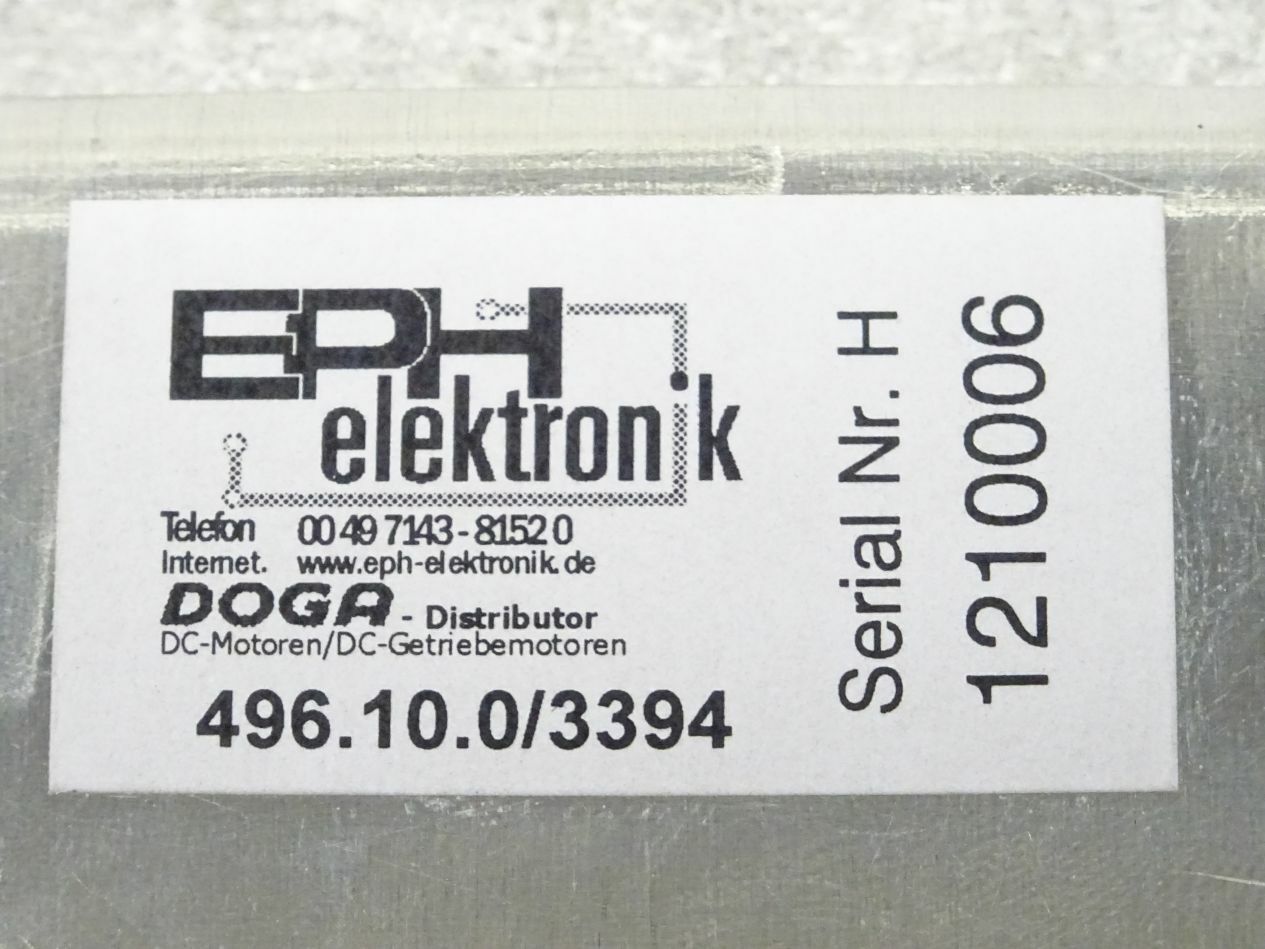 EPH
elektronik
Telefon 00 49 7143 - 8152 0
Internet. www.eph-elektronik.de
DOGA - Distributor
DC-Motoren/DC-Getriebemotoren
496.10.0/3394
Serial Nr. H
1210006